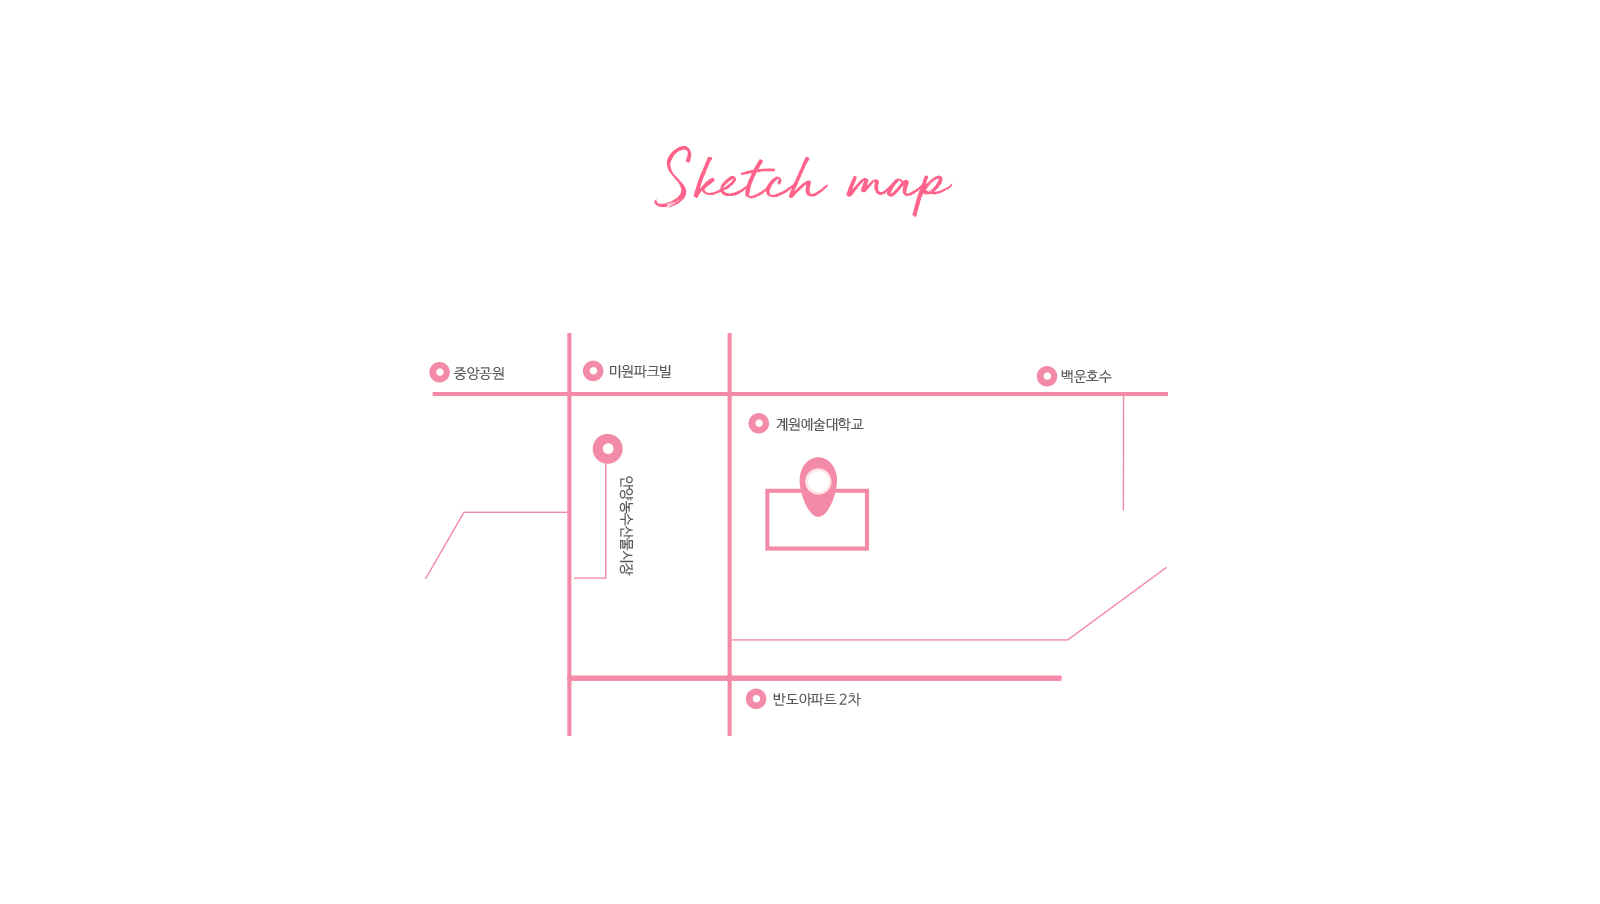 Sketch map
중앙공원
미원파크빌
백운호수
계원예술대학교
안양농수산물시장
반도아파트 2차